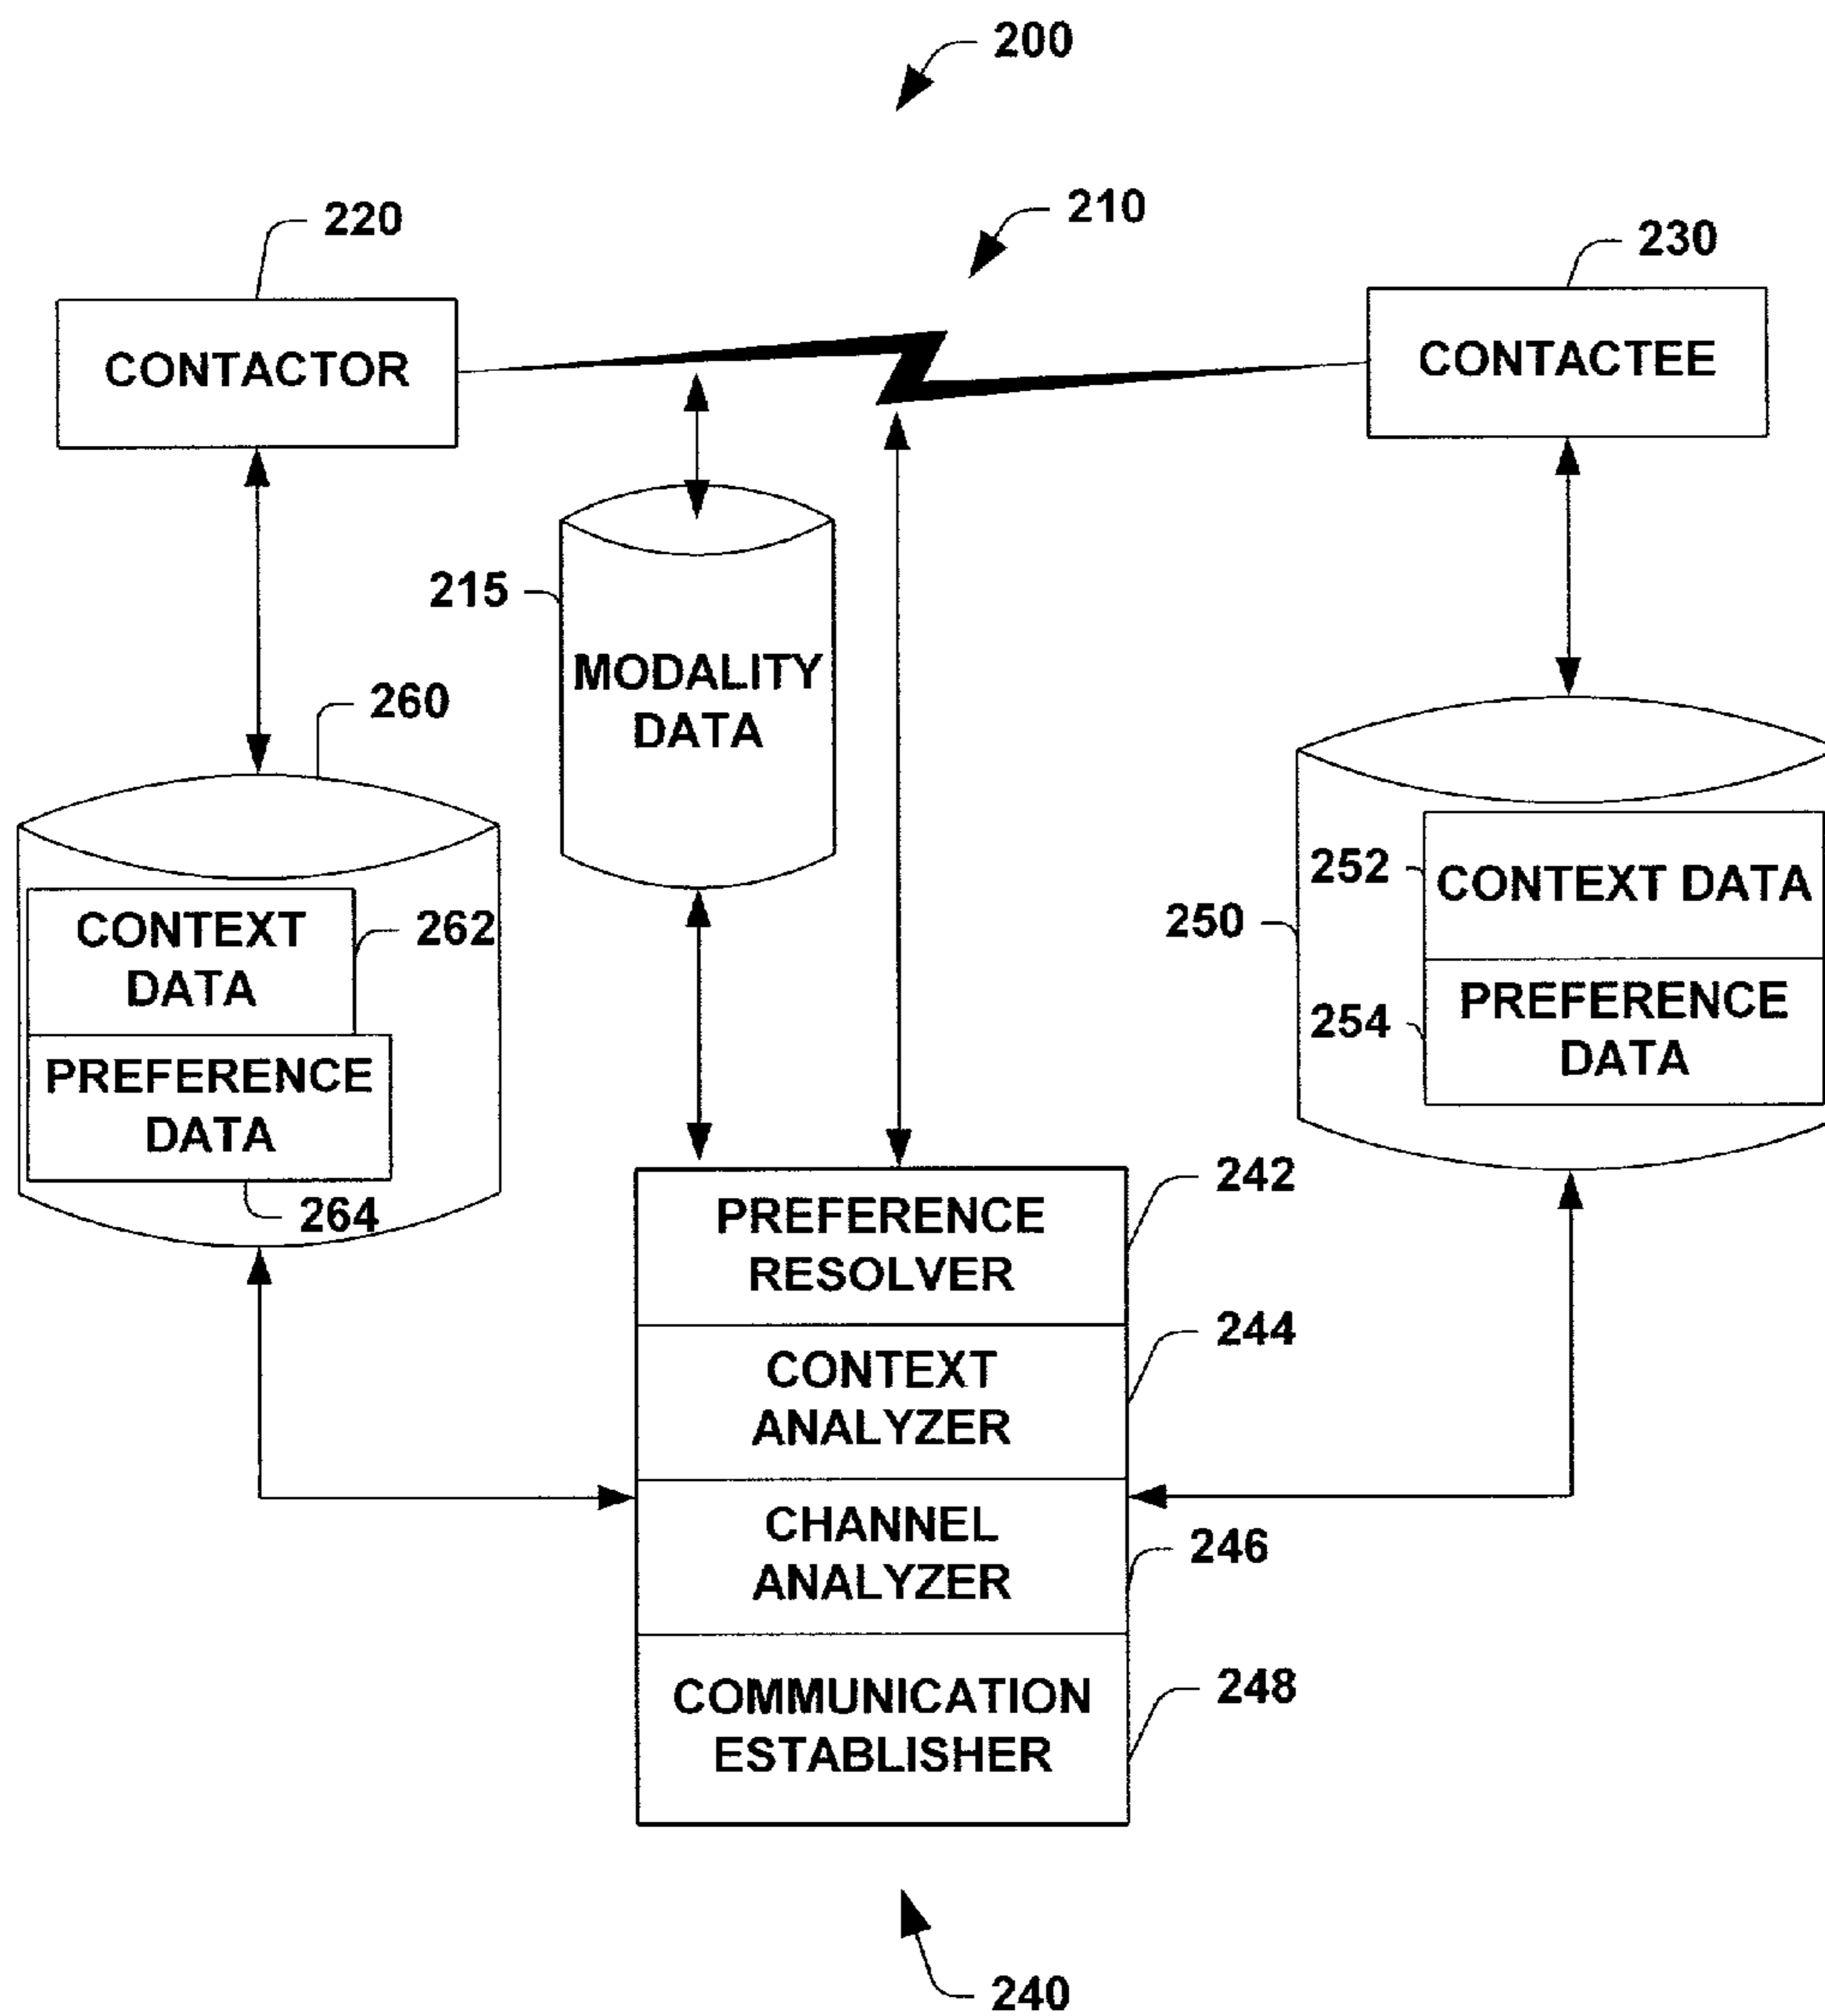 200
210
220
230
CONTACTOR
CONTACTEE
215
MODALITY
DATA
260
252
CONTEXT DATA
250
CONTEXT
DATA
262
254
PREFERENCE
DATA
PREFERENCE
DATA
264
PREFERENCE
RESOLVER
242
CONTEXT
ANALYZER
244
CHANNEL
ANALYZER
246
COMMUNICATION
ESTABLISHER
248
240